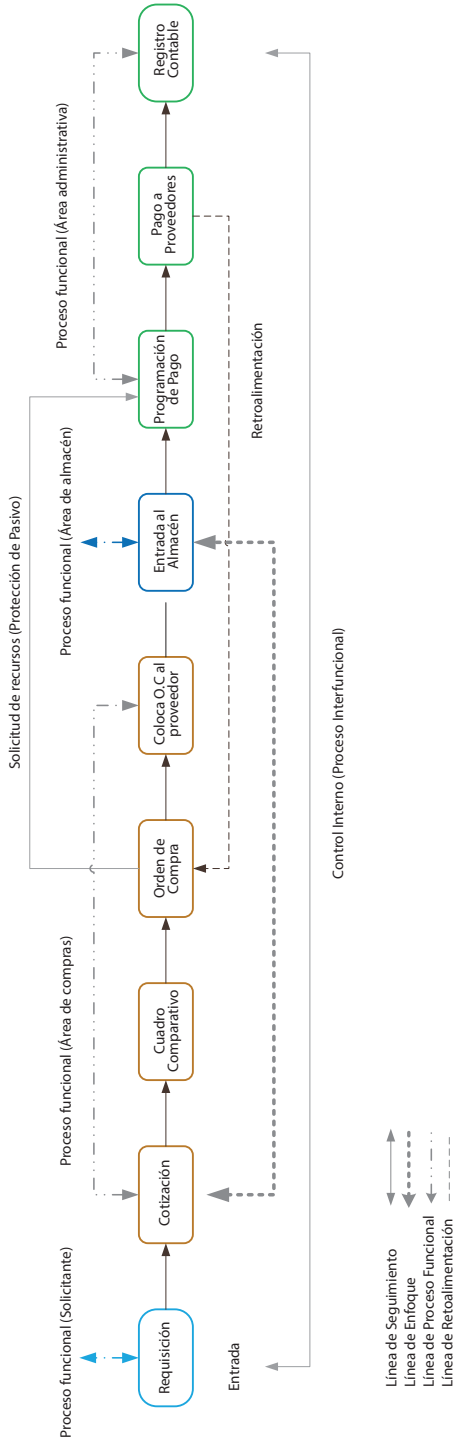 Proceso funcional (Solicitante)
Proceso funcional (Área de compras)
Solicitud de recursos (Protección de Pasivo)
Proceso funcional (Área de almacén)
Proceso funcional (Área administrativa)
Requisición
Cotización
Cuadro
Comparativo
Orden de
Compra
Coloca O.C al
proveedor
Entrada al
Almacén
Programación
de Pago
Pago a
Proveedores
Registro
Contable
Entrada
Retroalimentación
Control Interno (Proceso Interfuncional)
Línea de Seguimiento
Línea de Enfoque
Línea de Proceso Funcional
Línea de Retoalimentación